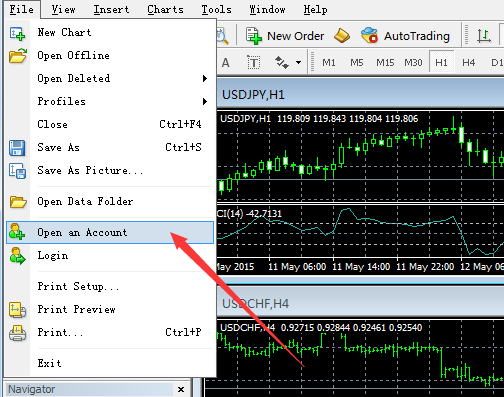 File View Insert Charts Tools Window Help
New Chart
Open Offline
Open Deleted
Profiles
Close Ctrl+F4
Save As Ctrl+S
Save As Picture...
Open Data Folder
Open an Account
Login
Print Setup...
Print Preview
Print... Ctrl+P
Exit
Navigator x
New Order AutoTrading
A T M1 M5 M15 M30 H1 H4 D1
USDJPY,H1
USDJPY,H1 119.809 119.843 119.804 119.806
CI(14) -42.7131
May 2015 11 May 06:00 11 May 14:00 11 May 22:00 12 May 06:
USDCHF,H4
USDCHF,H4 0.92715 0.92844 0.92461 0.92540